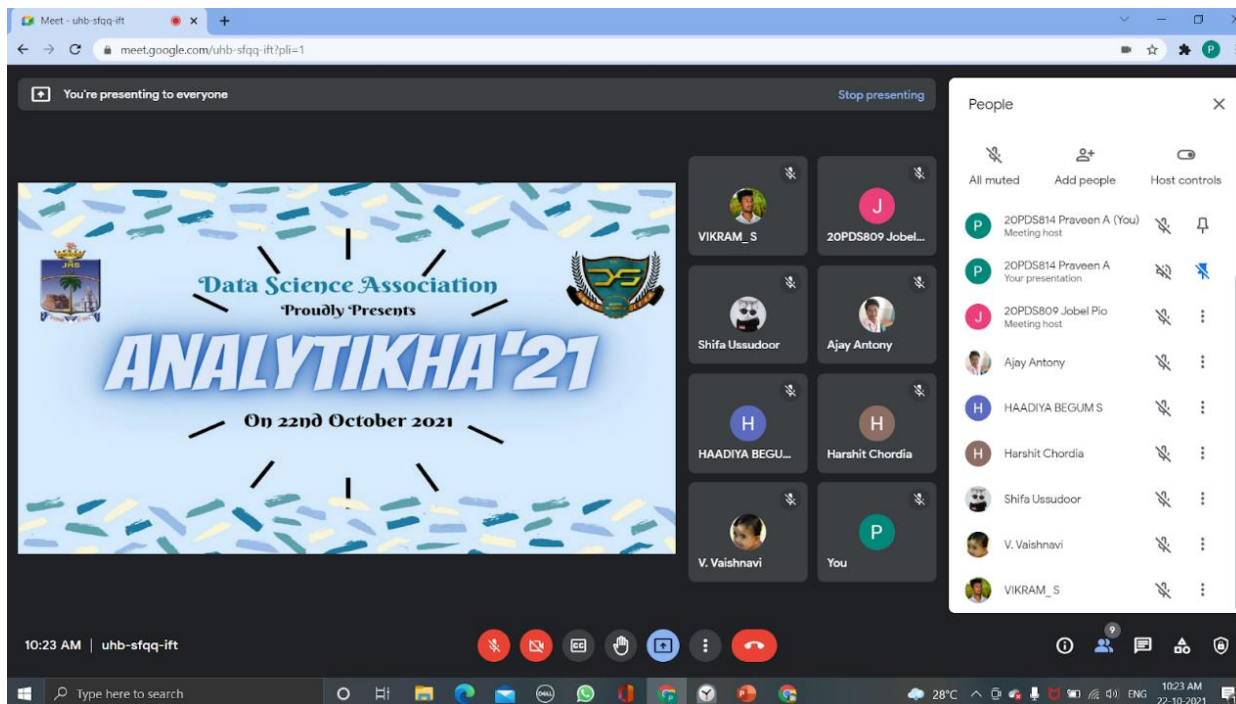 Meet - uhb-sfqq-ift
meet.google.com/uhb-sfqq-ift?pli=1
P
You're presenting to everyone
Stop presenting
JHS
Data Science Association
Proudly Presents
ANALYTIKHA'21
On 22nd October 2021
DS
VIKRAM_S
J
20PDS809 Jobel...
Shifa Ussudoor
Ajay Antony
H
HAADIYA BEGU...
H
Harshit Chordia
V. Vaishnavi
P
You
People
All muted
Add people
Host controls
P
20PDS814 Praveen A (You)
Meeting host
P
20PDS814 Praveen A
Your presentation
J
20PDS809 Jobel Pio
Meeting host
Ajay Antony
H
HAADIYA BEGUM S
H
Harshit Chordia
Shifa Ussudoor
V. Vaishnavi
VIKRAM_S
10:23 AM | uhb-sfqq-ift
CC
9
Type here to search
DELL
28°C
ENG
10:23 AM
22-10-2021